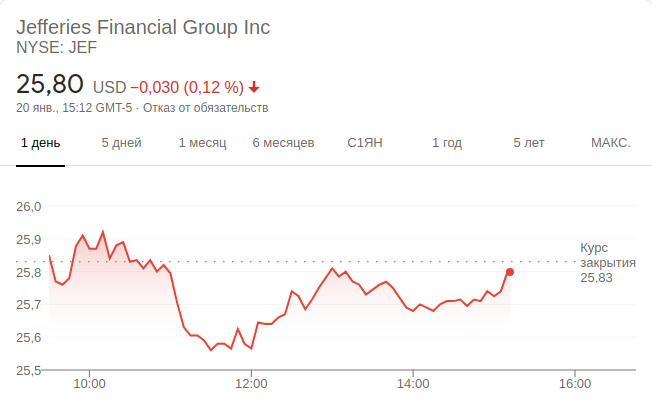 Jefferies Financial Group Inc
NYSE: JEF
25,80 USD −0,030 (0,12 %)
20 янв., 15:12 GMT-5 · Отказ от обязательств
1 день 5 дней 1 месяц 6 месяцев С1ЯН 1 год 5 лет МАКС.
26,0
25,9
25,8
25,7
25,6
25,5
Курс
закрытия
25,83
10:00 12:00 14:00 16:00